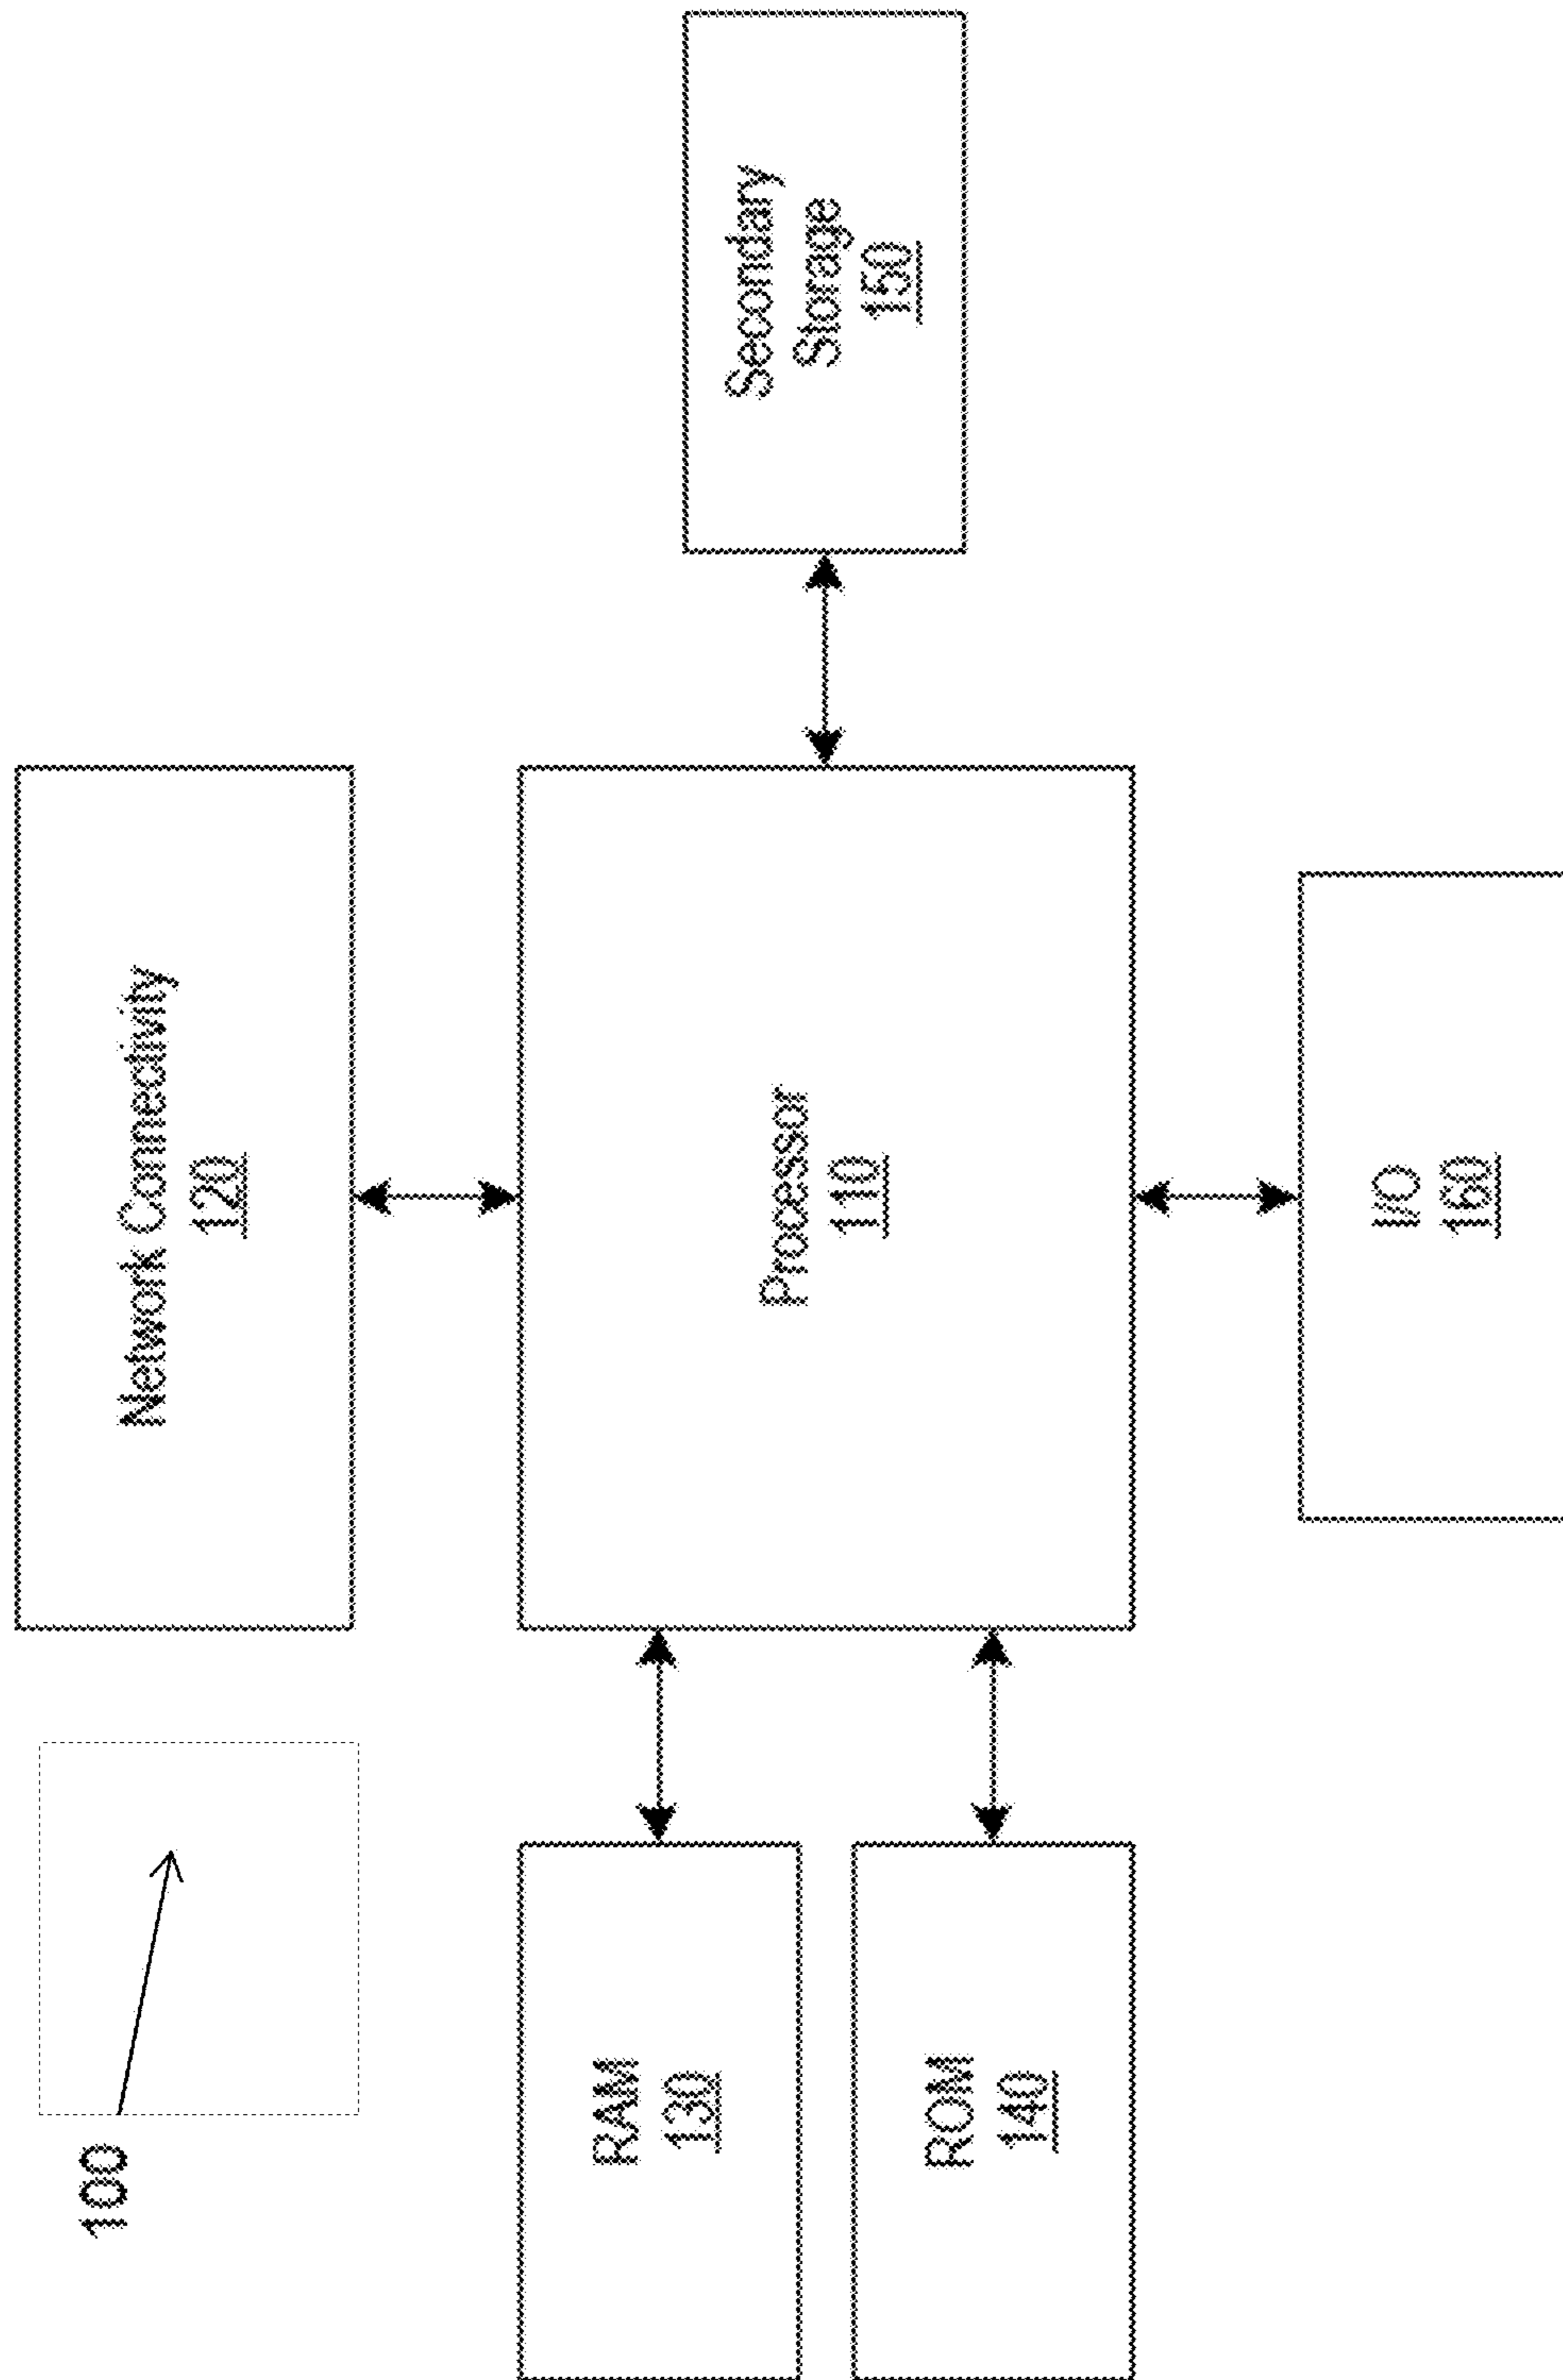 100
Network Connectivity
120
RAM
130
Processor
110
Secondary
Storage
150
ROM
140
I/O
160